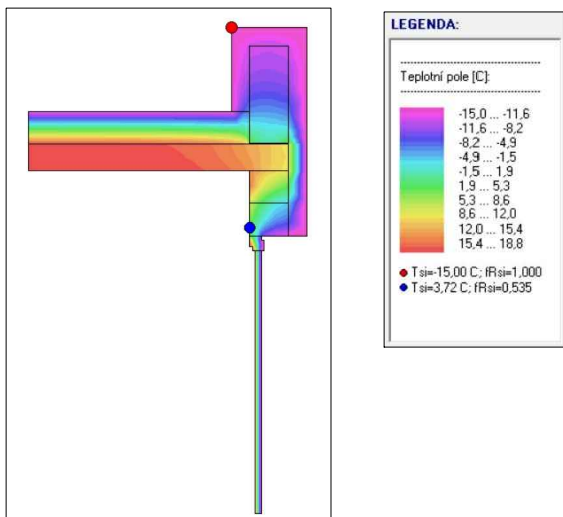 LEGENDA:
Teplotní pole [C]:
-15,0 ... -11,6
-11,6 ... -8,2
-8,2 ... -4,9
-4,9 ... -1,5
-1,5 ... 1,9
1,9 ... 5,3
5,3 ... 8,6
8,6 ... 12,0
12,0 ... 15,4
15,4 ... 18,8
Tsi=-15,00 C; fRsi=1,000
Tsi=3,72 C; fRsi=0,535